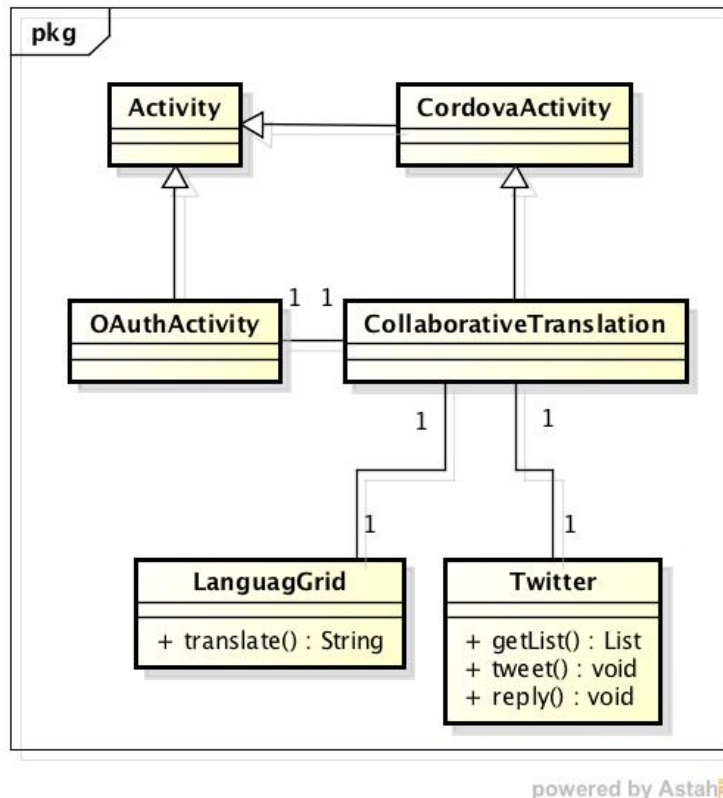 pkg
Activity
CordovaActivity
1 1
OAuthActivity
CollaborativeTranslation
1
1
1
1
LanguagGrid
+ translate() : String
Twitter
+ getList() : List
+ tweet() : void
+ reply() : void
powered by Astah